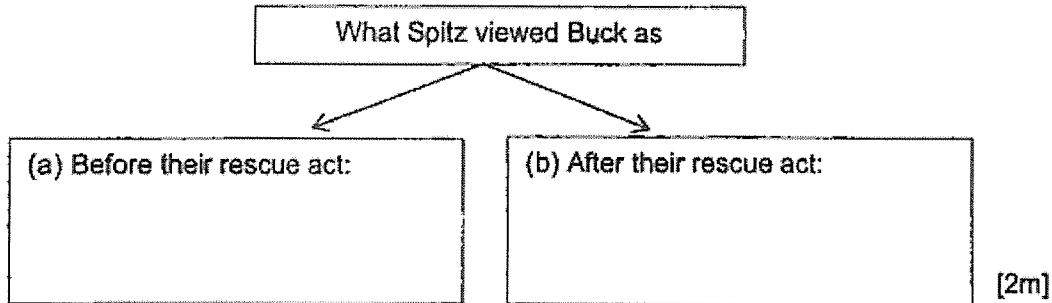 What Spitz viewed Buck as
(a) Before their rescue act:
(b) After their rescue act:
[2m]